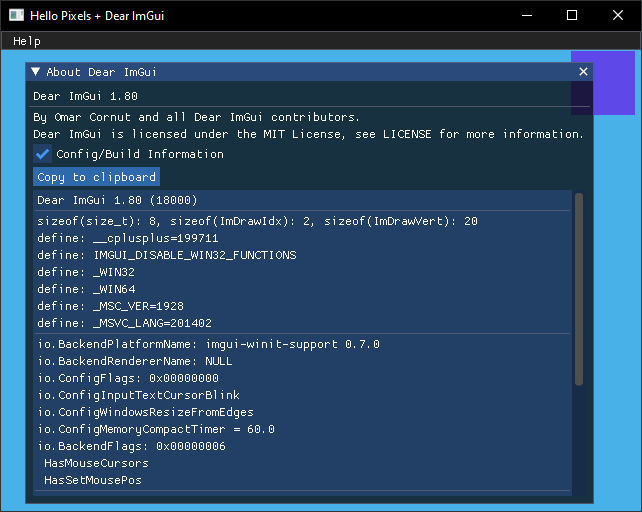 Hello Pixels + Dear ImGui
Help
▼ About Dear ImGui
Dear ImGui 1.80
By Omar Cornut and all Dear ImGui contributors.
Dear ImGui is licensed under the MIT License, see LICENSE for more information.
Config/Build Information
Copy to clipboard
Dear ImGui 1.80 (18000)
sizeof(size_t): 8, sizeof(ImDrawIdx): 2, sizeof(ImDrawVert): 20
define: __cplusplus=199711
define: IMGUI_DISABLE_WIN32_FUNCTIONS
define: _WIN32
define: _WIN64
define: _MSC_VER=1928
define: _MSVC_LANG=201402
io.BackendPlatformName: imgui-winit-support 0.7.0
io.BackendRendererName: NULL
io.ConfigFlags: 0x00000000
io.ConfigInputTextCursorBlink
io.ConfigWindowsResizeFromEdges
io.ConfigMemoryCompactTimer = 60.0
io.BackendFlags: 0x00000006
HasMouseCursors
HasSetMousePos